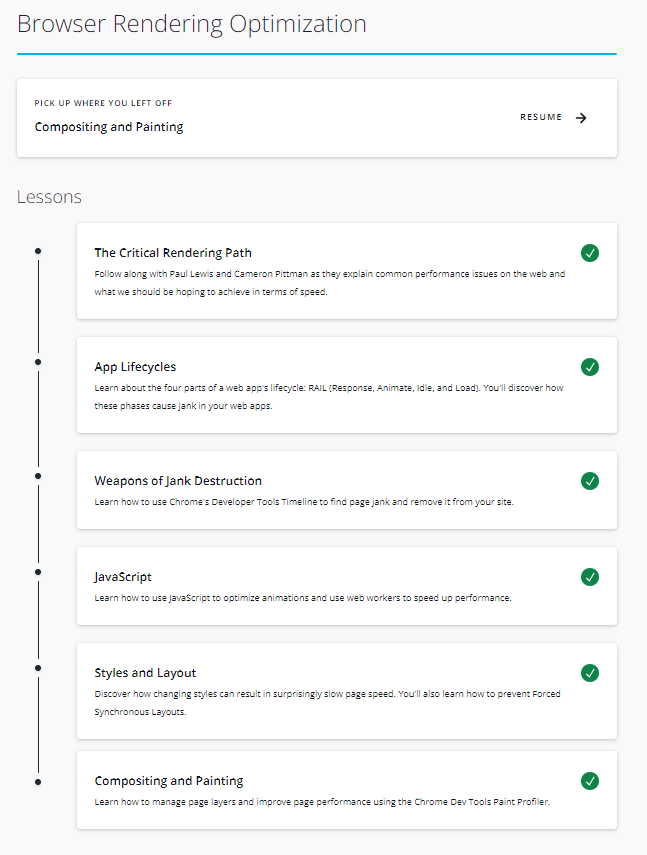 Browser Rendering Optimization
PICK UP WHERE YOU LEFT OFF
Compositing and Painting
RESUME
Lessons
The Critical Rendering Path
Follow along with Paul Lewis and Cameron Pittman as they explain common performance issues on the web and
what we should be hoping to achieve in terms of speed.
App Lifecycles
Learn about the four parts of a web app's lifecycle: RAIL (Response, Animate, Idle, and Load). You'll discover how
these phases cause jank in your web apps.
Weapons of Jank Destruction
Learn how to use Chrome's Developer Tools Timeline to find page jank and remove it from your site.
JavaScript
Learn how to use JavaScript to optimize animations and use web workers to speed up performance.
Styles and Layout
Discover how changing styles can result in surprisingly slow page speed. You'll also learn how to prevent Forced
Synchronous Layouts.
Compositing and Painting
Learn how to manage page layers and improve page performance using the Chrome Dev Tools Paint Profiler.